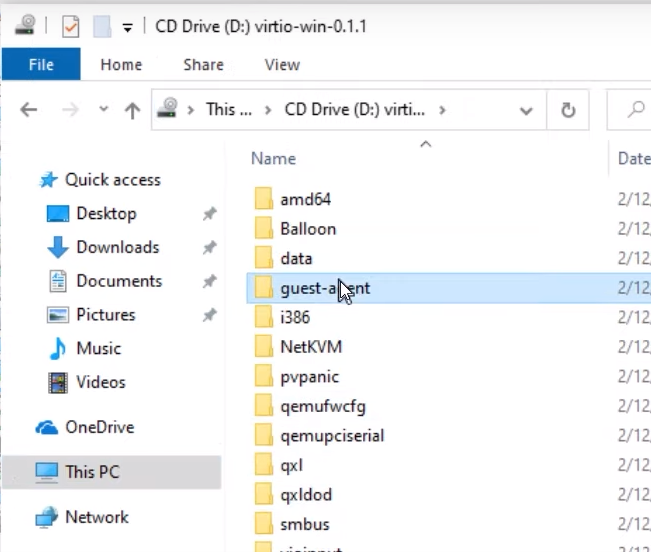 CD Drive (D:) virtio-win-0.1.1
File Home Share View
This ... CD Drive (D:) virti...
Name Date
Quick access
Desktop
Downloads
Documents
Pictures
Music
Videos
OneDrive
This PC
Network
amd64 2/12
Balloon 2/12
data 2/12
guest-agent 2/12
i386 2/12
NetKVM 2/12
pvpanic 2/12
qemufwcfg 2/12
qemupciserial 2/12
qxl 2/12
qxldod 2/12
smbus 2/12